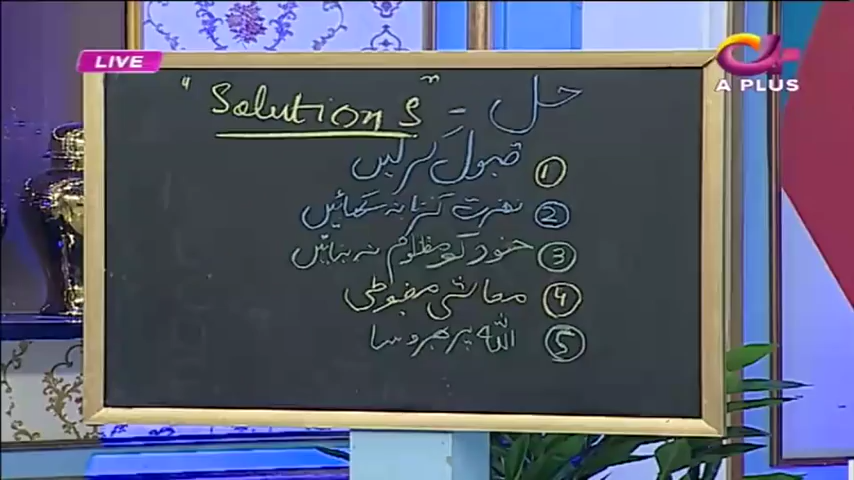 LIVE
A PLUS
"Solutions" - حل
① قبول کرلیں
② نفرت کرنا نہ سکھائیں
③ خود کو مظلوم نہ بنائیں
④ معاشی مضبوطی
⑤ اللہ پر بھروسا